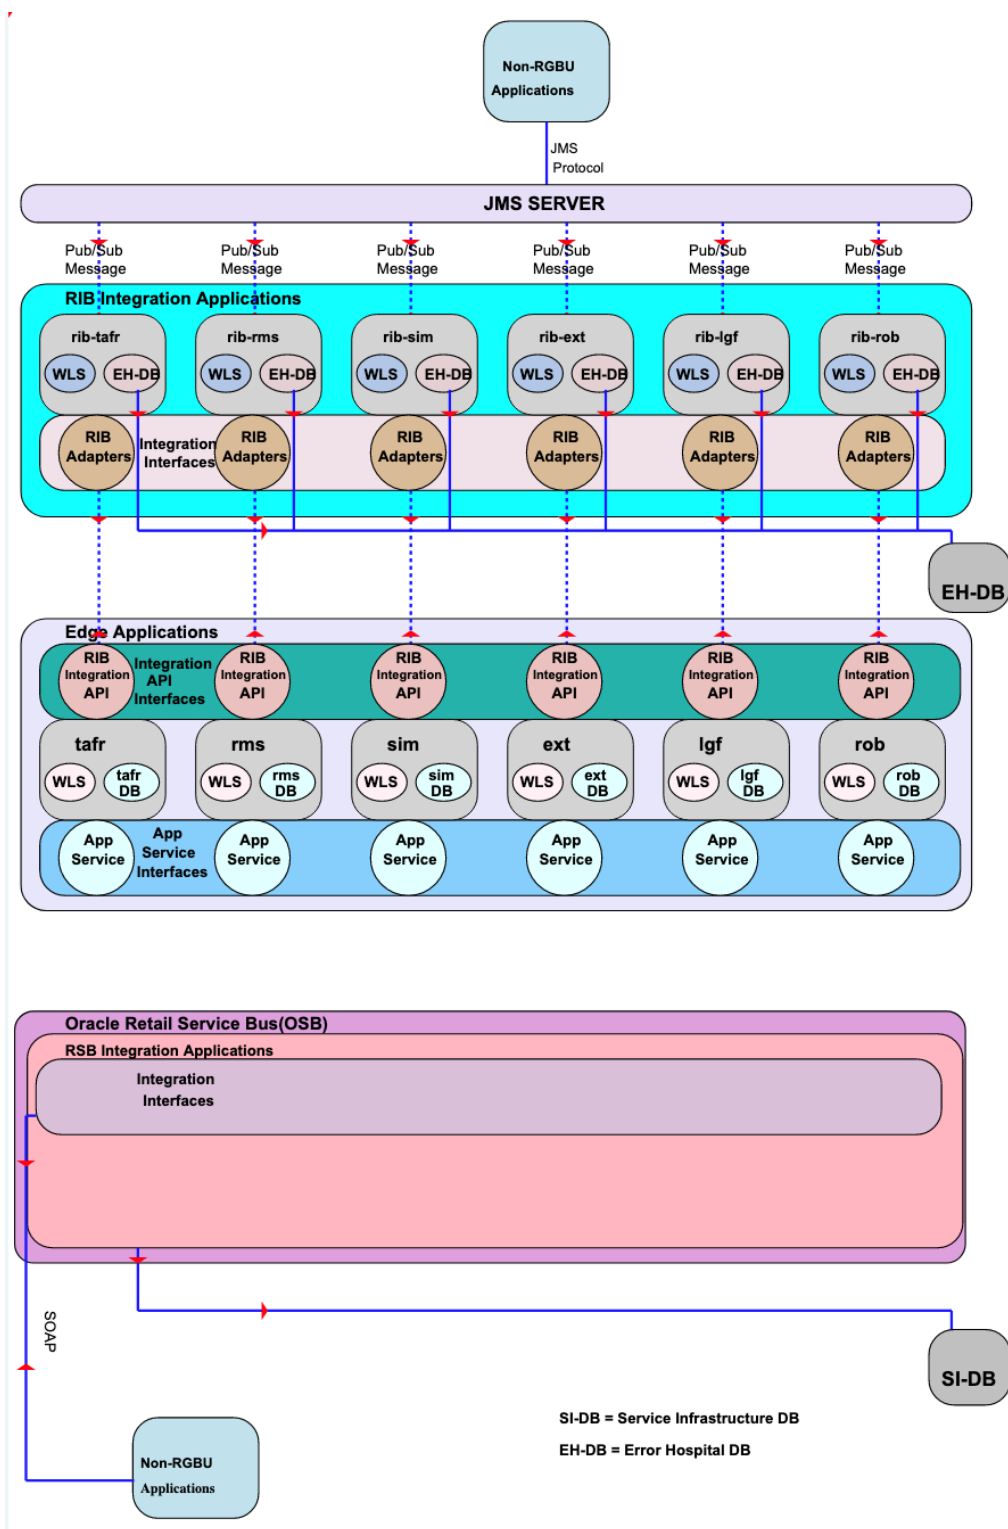 Non-RGBU
Applications
JMS
Protocol
JMS SERVER
Pub/Sub Pub/Sub Pub/Sub Pub/Sub Pub/Sub Pub/Sub
Message Message Message Message Message Message
RIB Integration Applications
rib-tafr rib-rms rib-sim rib-ext rib-lgf rib-rob
WLS EH-DB WLS EH-DB WLS EH-DB WLS EH-DB WLS EH-DB WLS EH-DB
RIB Integration RIB RIB RIB RIB RIB
Adapters Interfaces Adapters Adapters Adapters Adapters Adapters
EH-DB
Edge Applications
RIB Integration RIB RIB RIB RIB RIB
Integration API Integration Integration Integration Integration Integration
API Interfaces API API API API API
tafr rms sim ext lgf rob
WLS tafr WLS rms WLS sim WLS ext WLS lgf WLS rob
DB DB DB DB DB DB
App App App App App App App
Service Service Service Service Service Service Service
Interfaces
Oracle Retail Service Bus(OSB)
RSB Integration Applications
Integration
Interfaces
SOAP
SI-DB
SI-DB = Service Infrastructure DB
EH-DB = Error Hospital DB
Non-RGBU
Applications